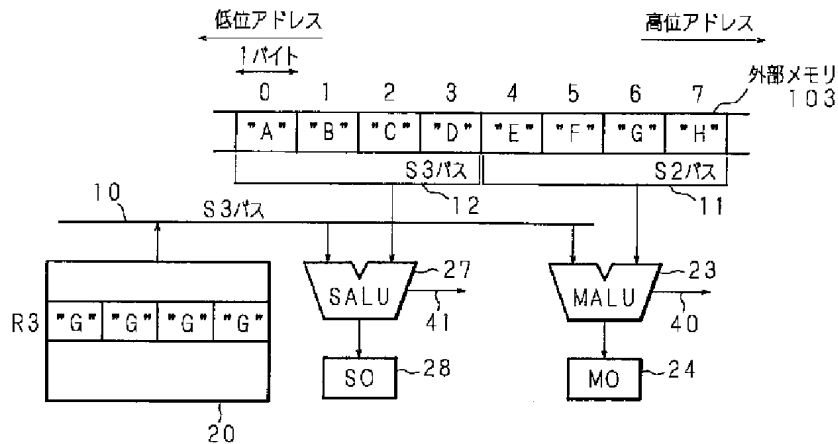 低位アドレス
高位アドレス
1バイト
外部メモリ
103
0 1 2 3 4 5 6 7
"A" "B" "C" "D" "E" "F" "G" "H"
S3バス
S2バス
12
11
10
S3バス
27
23
SALU
MALU
41
40
R3 "G" "G" "G" "G"
SO
28
MO
24
20